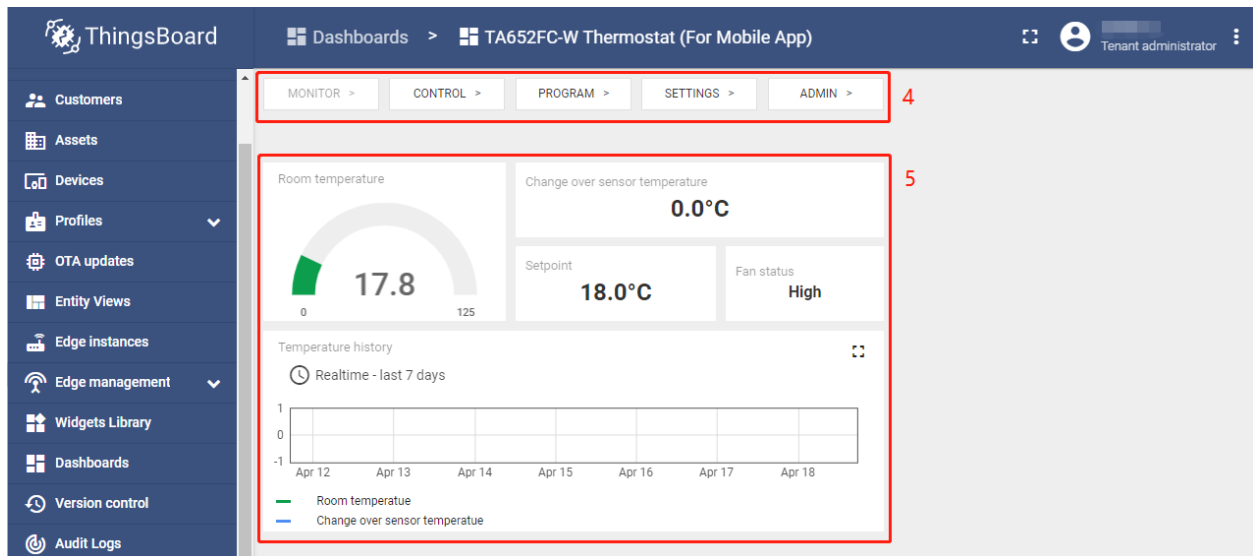 ThingsBoard
Dashboards > TA652FC-W Thermostat (For Mobile App)
Tenant administrator
Customers
Assets
Devices
Profiles
OTA updates
Entity Views
Edge instances
Edge management
Widgets Library
Dashboards
Version control
Audit Logs
MONITOR > CONTROL > PROGRAM > SETTINGS > ADMIN >
4
5
Room temperature
17.8
0 125
Change over sensor temperature
0.0°C
Setpoint
18.0°C
Fan status
High
Temperature history
Realtime - last 7 days
1
0
-1
Apr 12 Apr 13 Apr 14 Apr 15 Apr 16 Apr 17 Apr 18
Room temperatue
Change over sensor temperatue